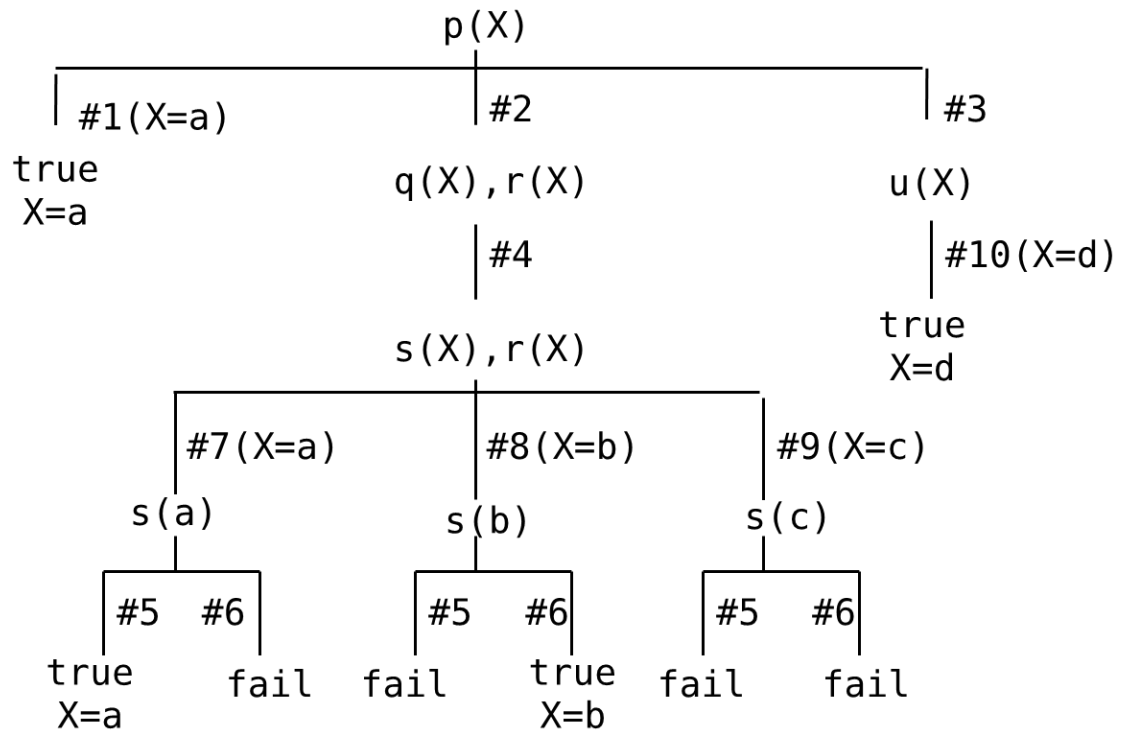 p(X)
#1(X=a)
#2
#3
true
X=a
q(X),r(X)
u(X)
#4
#10(X=d)
true
X=d
s(X),r(X)
#7(X=a)
#8(X=b)
#9(X=c)
s(a)
s(b)
s(c)
#5 #6
#5 #6
#5 #6
true
X=a
fail
fail
true
X=b
fail
fail